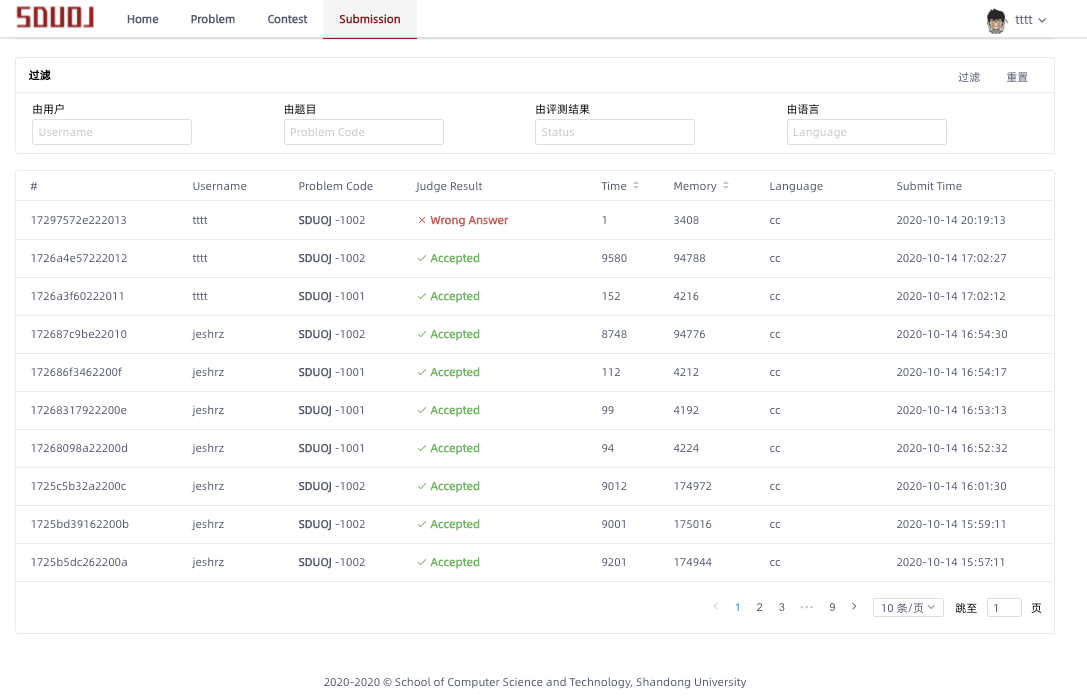 SDUOJ Home Problem Contest Submission tttt
过滤 过滤 重置
由用户 由题目 由评测结果 由语言
Username Problem Code Status Language
# Username Problem Code Judge Result Time Memory Language Submit Time
17297572e222013 tttt SDUOJ -1002 Wrong Answer 1 3408 cc 2020-10-14 20:19:13
1726a4e57222012 tttt SDUOJ -1002 Accepted 9580 94788 cc 2020-10-14 17:02:27
1726a3f60222011 tttt SDUOJ -1001 Accepted 152 4216 cc 2020-10-14 17:02:12
172687c9be22010 jeshrz SDUOJ -1002 Accepted 8748 94776 cc 2020-10-14 16:54:30
172686f3462200f jeshrz SDUOJ -1001 Accepted 112 4212 cc 2020-10-14 16:54:17
17268317922200e jeshrz SDUOJ -1001 Accepted 99 4192 cc 2020-10-14 16:53:13
17268098a22200d jeshrz SDUOJ -1001 Accepted 94 4224 cc 2020-10-14 16:52:32
1725c5b32a2200c jeshrz SDUOJ -1002 Accepted 9012 174972 cc 2020-10-14 16:01:30
1725bd39162200b jeshrz SDUOJ -1002 Accepted 9001 175016 cc 2020-10-14 15:59:11
1725b5dc262200a jeshrz SDUOJ -1002 Accepted 9201 174944 cc 2020-10-14 15:57:11
1 2 3 ··· 9 10 条/页 跳至 1 页
2020-2020 © School of Computer Science and Technology, Shandong University